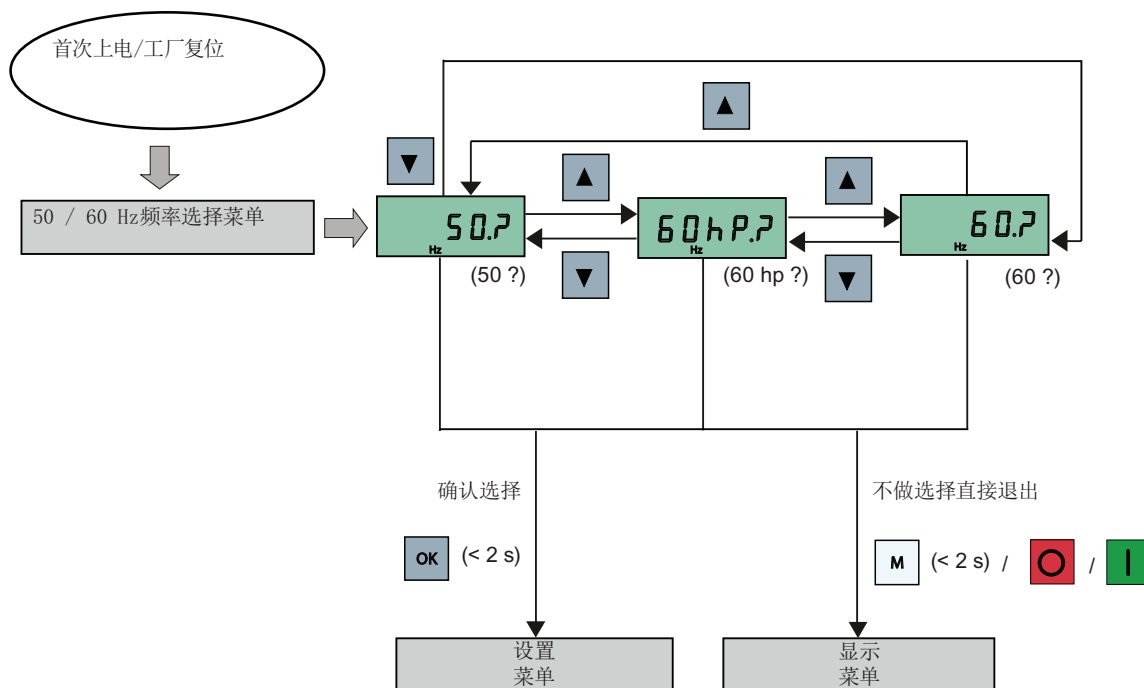 首次上电/工厂复位
50 / 60 Hz频率选择菜单
50.?
Hz
(50 ?)
60hP.?
Hz
(60 hp ?)
60.?
Hz
(60 ?)
确认选择
OK (< 2 s)
不做选择直接退出
M (< 2 s) / /
设置
菜单
显示
菜单